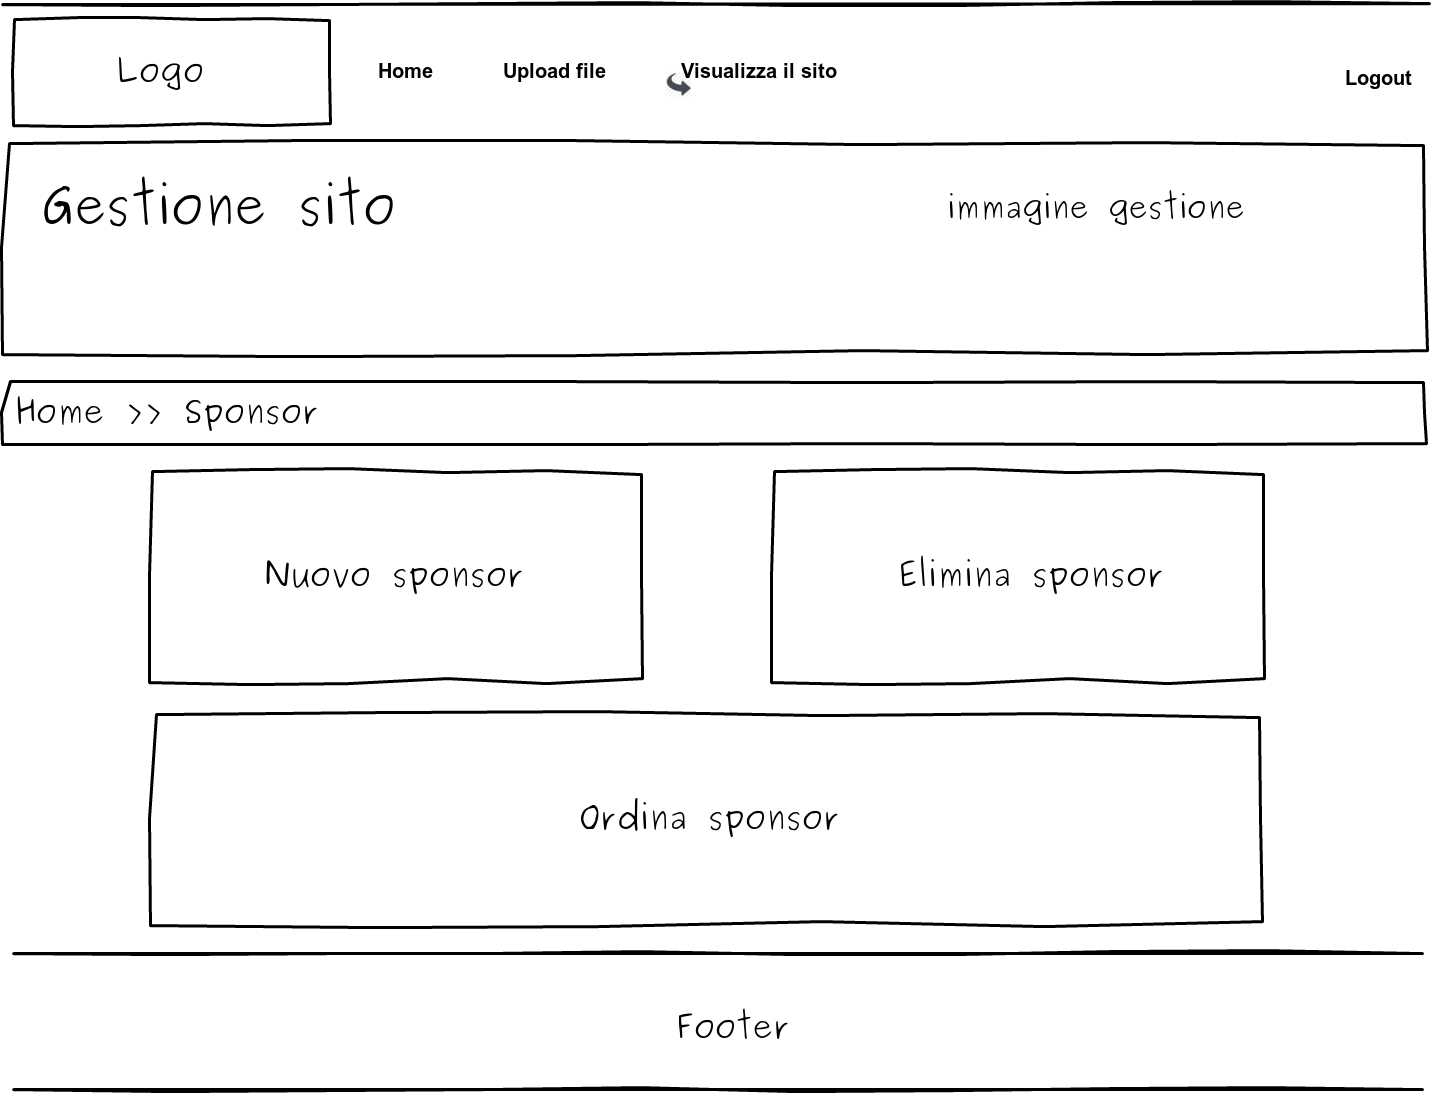 Logo
Home
Upload file
Visualizza il sito
Logout
Gestione sito
immagine gestione
Home >> Sponsor
Nuovo sponsor
Elimina sponsor
Ordina sponsor
Footer